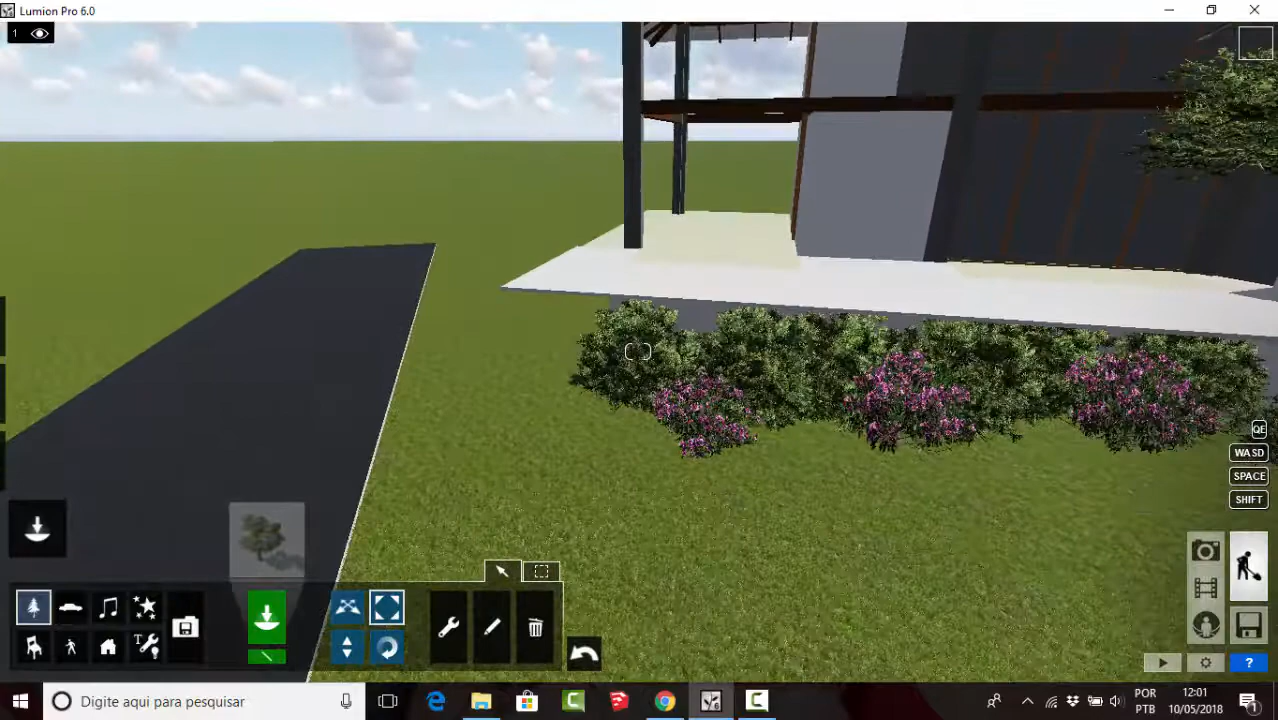 Lumion Pro 6.0
1
QE
WASD
SPACE
SHIFT
T
?
Digite aqui para pesquisar
POR
PTB
12:01
10/05/2018
1